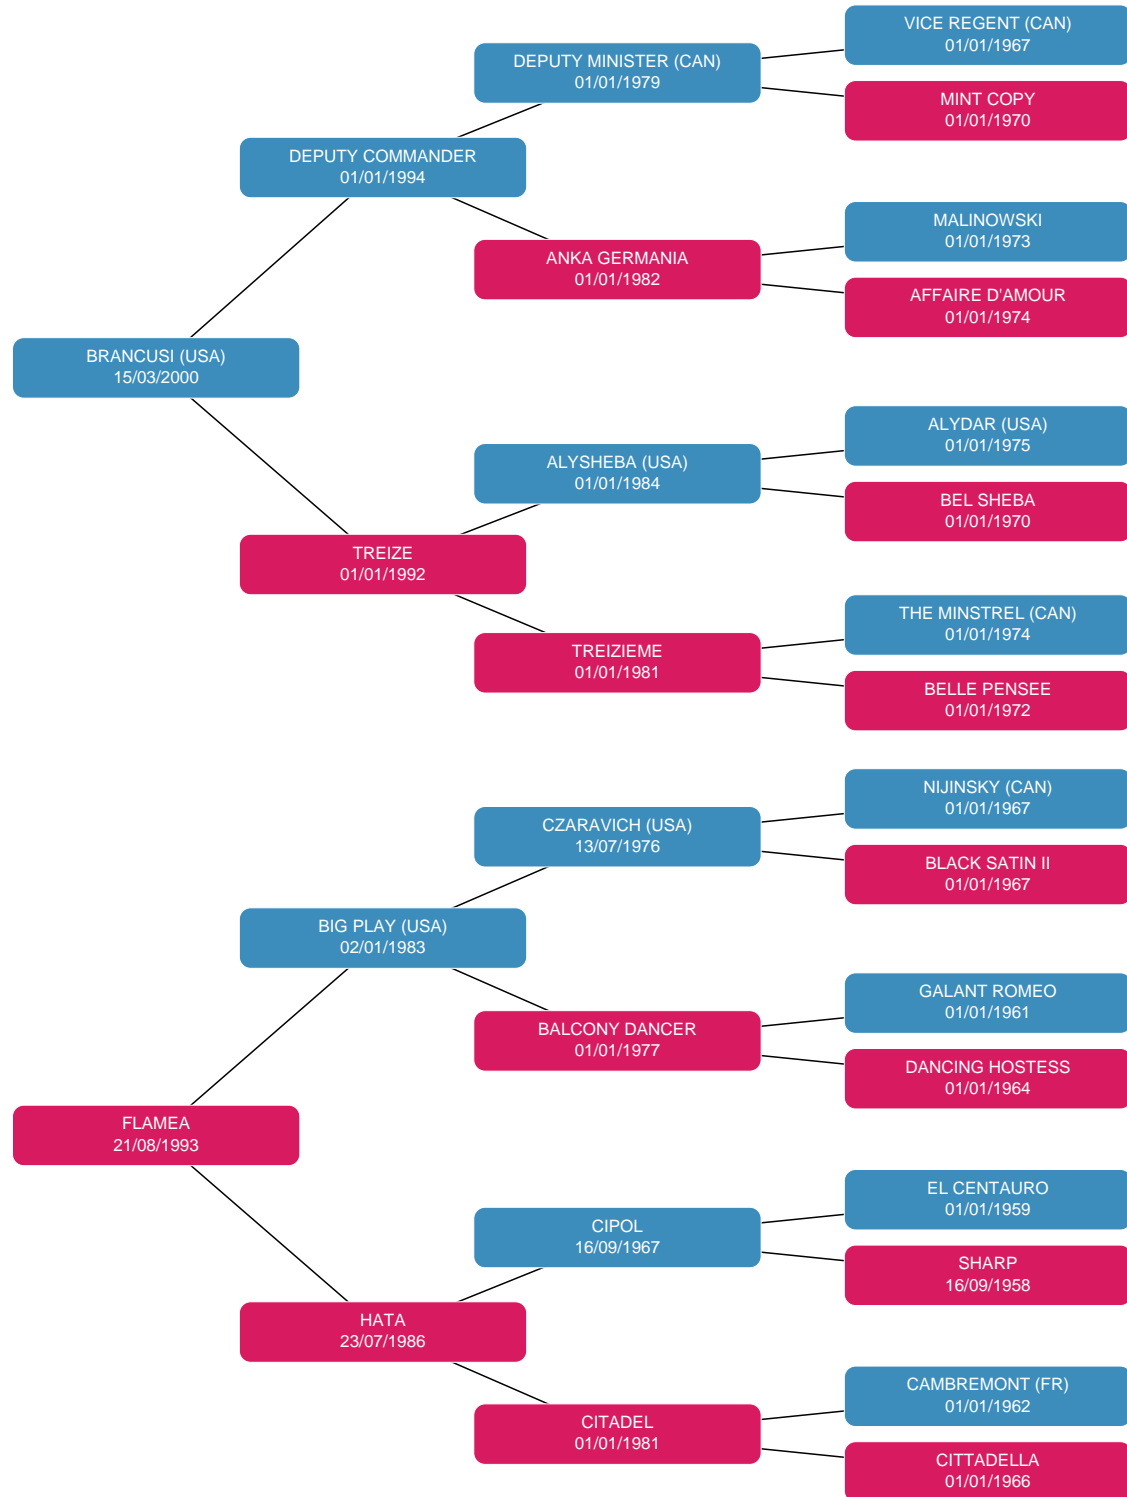 VICE REGENT (CAN)
01/01/1967
DEPUTY MINISTER (CAN)
01/01/1979
MINT COPY
01/01/1970
DEPUTY COMMANDER
01/01/1994
MALINOWSKI
01/01/1973
ANKA GERMANIA
01/01/1982
AFFAIRE D'AMOUR
01/01/1974
BRANCUSI (USA)
15/03/2000
ALYDAR (USA)
01/01/1975
ALYSHEBA (USA)
01/01/1984
BEL SHEBA
01/01/1970
TREIZE
01/01/1992
THE MINSTREL (CAN)
01/01/1974
TREIZIEME
01/01/1981
BELLE PENSEE
01/01/1972
NIJINSKY (CAN)
01/01/1967
CZARAVICH (USA)
13/07/1976
BLACK SATIN II
01/01/1967
BIG PLAY (USA)
02/01/1983
GALANT ROMEO
01/01/1961
BALCONY DANCER
01/01/1977
DANCING HOSTESS
01/01/1964
FLAMEA
21/08/1993
EL CENTAURO
01/01/1959
CIPOL
16/09/1967
SHARP
16/09/1958
HATA
23/07/1986
CAMBREMONT (FR)
01/01/1962
CITADEL
01/01/1981
CITTADELLA
01/01/1966